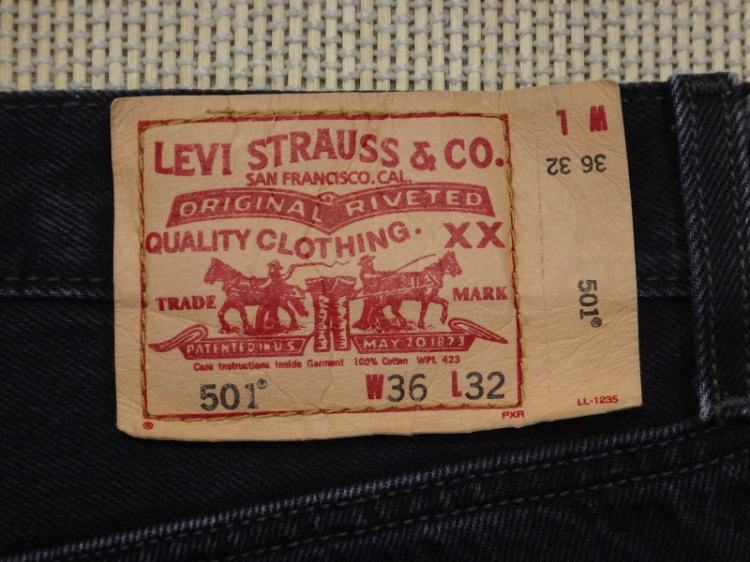 LEVI STRAUSS & CO.
SAN FRANCISCO. CAL.
ORIGINAL RIVETED
QUALITY CLOTHING. XX
TRADE MARK
PATENTED IN U.S. MAY 20 1873
Care Instructions Inside Garment 100% Cotton WPL 423
501® W36 L32
®
PXR
W L
36 32
501®
LL-1235